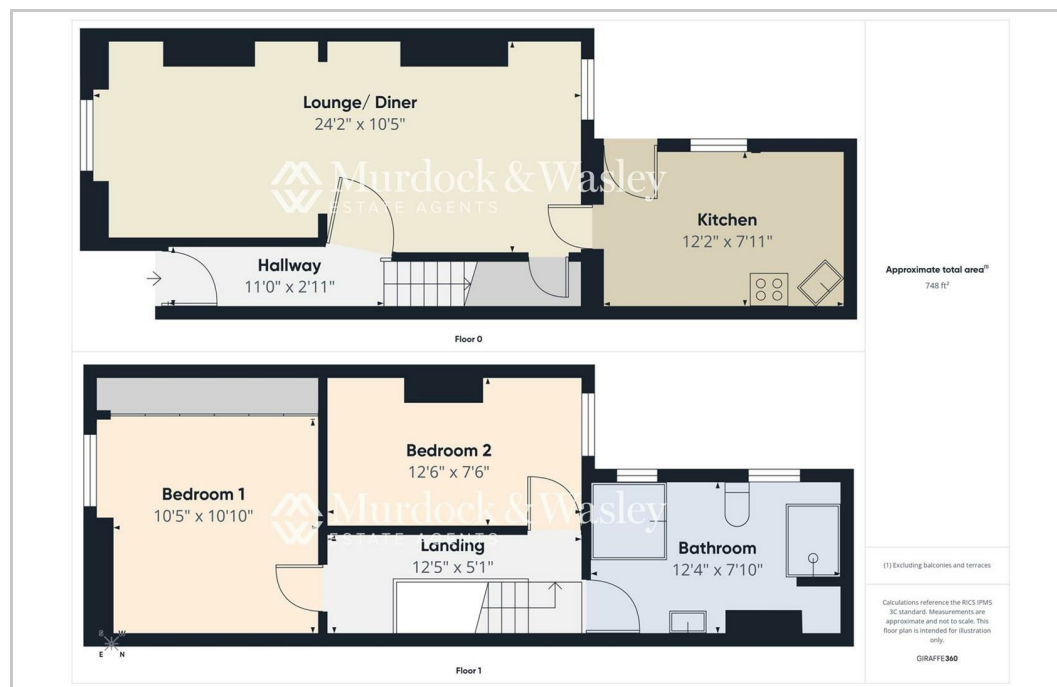 Lounge/ Diner
24'2" x 10'5"
Murdock & Wasley
ESTATE AGENTS
Kitchen
12'2" x 7'11"
Hallway
11'0" x 2'11"
Floor 0
Approximate total area⁽¹⁾
748 ft²
Bedroom 2
12'6" x 7'6"
Bedroom 1
10'5" x 10'10"
Murdock & Wasley
ESTATE AGENTS
Landing
12'5" x 5'1"
Bathroom
12'4" x 7'10"
S W
E N
Floor 1
(1) Excluding balconies and terraces
Calculations reference the RICS IPMS
3C standard. Measurements are
approximate and not to scale. This
floor plan is intended for illustration
only.
GIRAFFE360